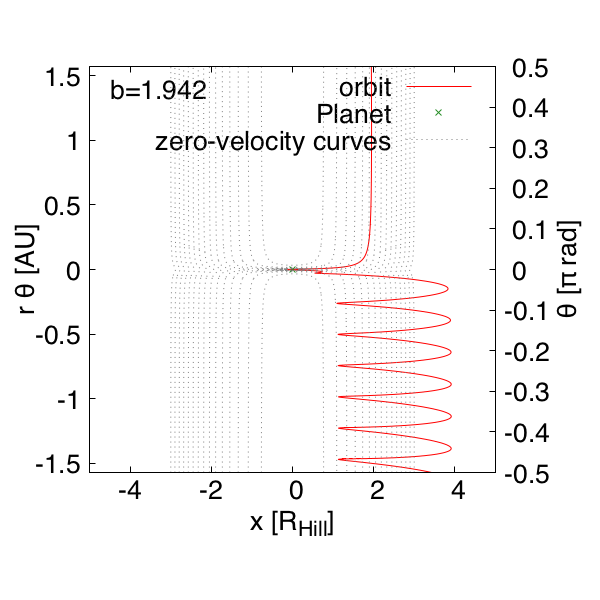 b=1.942
orbit
Planet
zero-velocity curves
1.5
1
0.5
0
-0.5
-1
-1.5
r θ [AU]
0.5
0.4
0.3
0.2
0.1
0
-0.1
-0.2
-0.3
-0.4
-0.5
θ [π rad]
-4 -2 0 2 4
x [R_Hill]